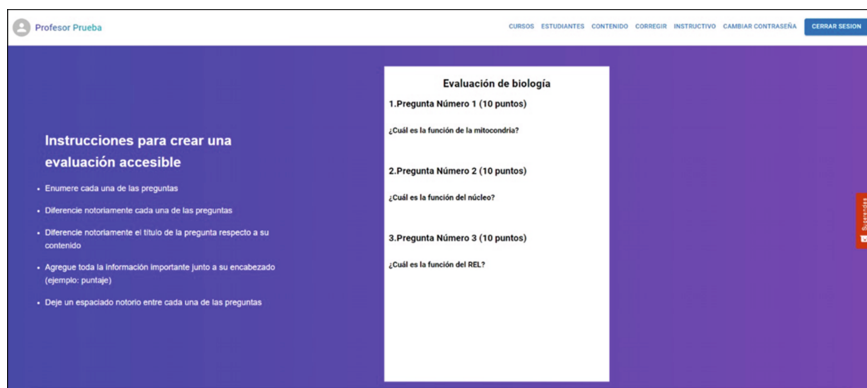 Profesor Prueba
CURSOS ESTUDIANTES CONTENIDO CORREGIR INSTRUCTIVO CAMBIAR CONTRASEÑA CERRAR SESION
Instrucciones para crear una
evaluación accesible
• Enumere cada una de las preguntas
• Diferencie notoriamente cada una de las preguntas
• Diferencie notoriamente el título de la pregunta respecto a su
contenido
• Agregue toda la información importante junto a su encabezado
(ejemplo: puntaje)
• Deje un espaciado notorio entre cada una de las preguntas
Evaluación de biología
1.Pregunta Número 1 (10 puntos)
¿Cuál es la función de la mitocondria?
2.Pregunta Número 2 (10 puntos)
¿Cuál es la función del núcleo?
3.Pregunta Número 3 (10 puntos)
¿Cuál es la función del REL?